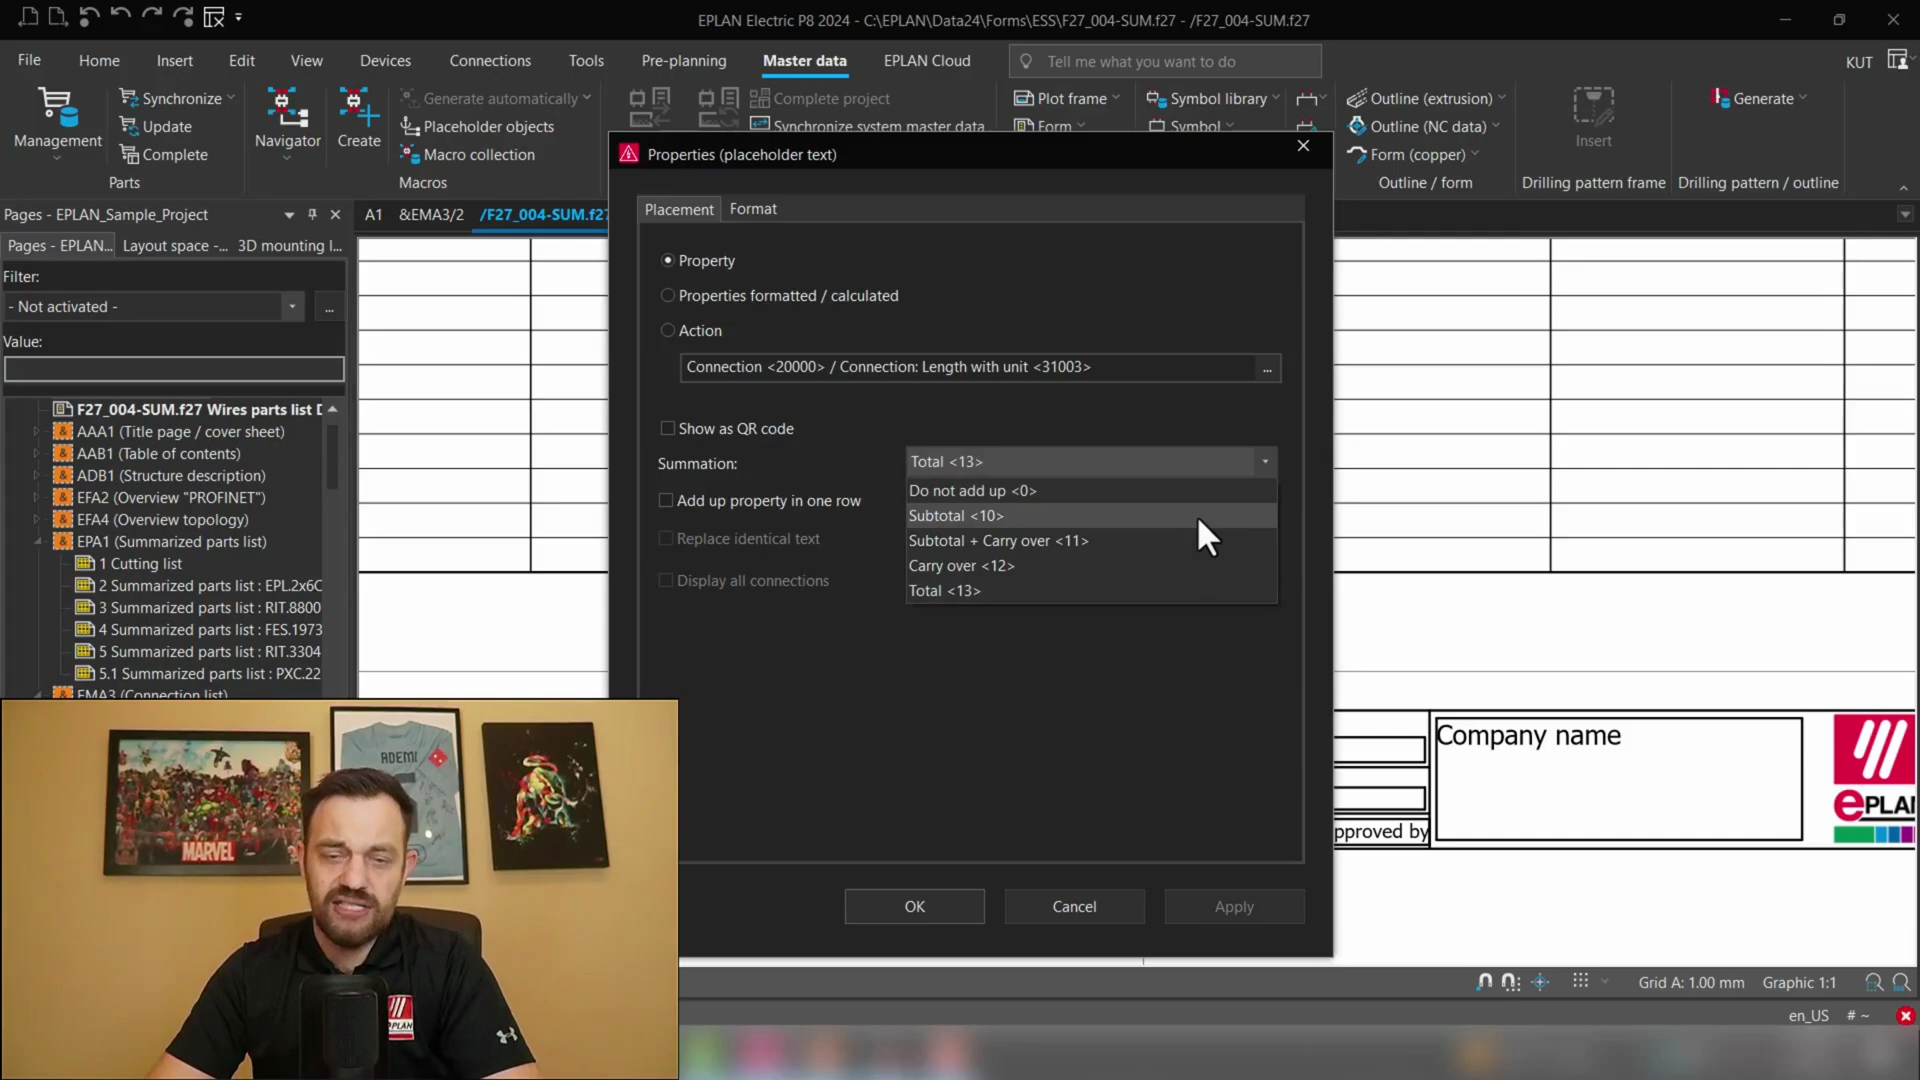 EPLAN Electric P8 2024 - C:\EPLAN\Data24\Forms\ESS\F27_004-SUM.f27 - /F27_004-SUM.f27
File Home Insert Edit View Devices Connections Tools Pre-planning Master data EPLAN Cloud Tell me what you want to do KUT
Management
Synchronize
Update
Complete
Parts
Navigator
Create
Generate automatically
Placeholder objects
Macro collection
Macros
Complete project
Synchronize system master data
Plot frame
Form
Symbol library
Symbol
Outline (extrusion)
Outline (NC data)
Form (copper)
Outline / form
Insert
Drilling pattern frame
Generate
Drilling pattern / outline
Pages - EPLAN_Sample_Project
A1 &EMA3/2 /F27_004-SUM.f27
Pages - EPLAN... Layout space -... 3D mounting l...
Filter:
- Not activated -
...
Value:
F27_004-SUM.f27 Wires parts list D
AAA1 (Title page / cover sheet)
AAB1 (Table of contents)
ADB1 (Structure description)
EFA2 (Overview "PROFINET")
EFA4 (Overview topology)
EPA1 (Summarized parts list)
1 Cutting list
2 Summarized parts list : EPL.2x6C
3 Summarized parts list : RIT.8800
4 Summarized parts list : FES.1973
5 Summarized parts list : RIT.3304
5.1 Summarized parts list : PXC.22
EMA3 (Connection list)
Properties (placeholder text)
Placement Format
Property
Properties formatted / calculated
Action
Connection <20000> / Connection: Length with unit <31003>
...
Show as QR code
Summation:
Total <13>
Do not add up <0>
Subtotal <10>
Subtotal + Carry over <11>
Carry over <12>
Total <13>
Add up property in one row
Replace identical text
Display all connections
OK Cancel Apply
Company name
pproved by
ePLAN
Grid A: 1.00 mm Graphic 1:1
en_US # ~
MARVEL
ADEMI
EPLAN